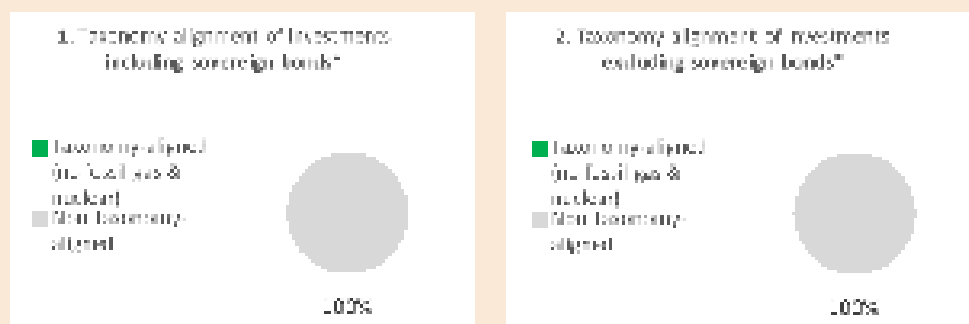 1. Taxonomy alignment of investments
including sovereign bonds*
Taxonomy-aligned
(no fossil gas &
nuclear)
Non Taxonomy-
aligned
100%
2. Taxonomy alignment of investments
excluding sovereign bonds*
Taxonomy-aligned
(no fossil gas &
nuclear)
Non Taxonomy-
aligned
100%